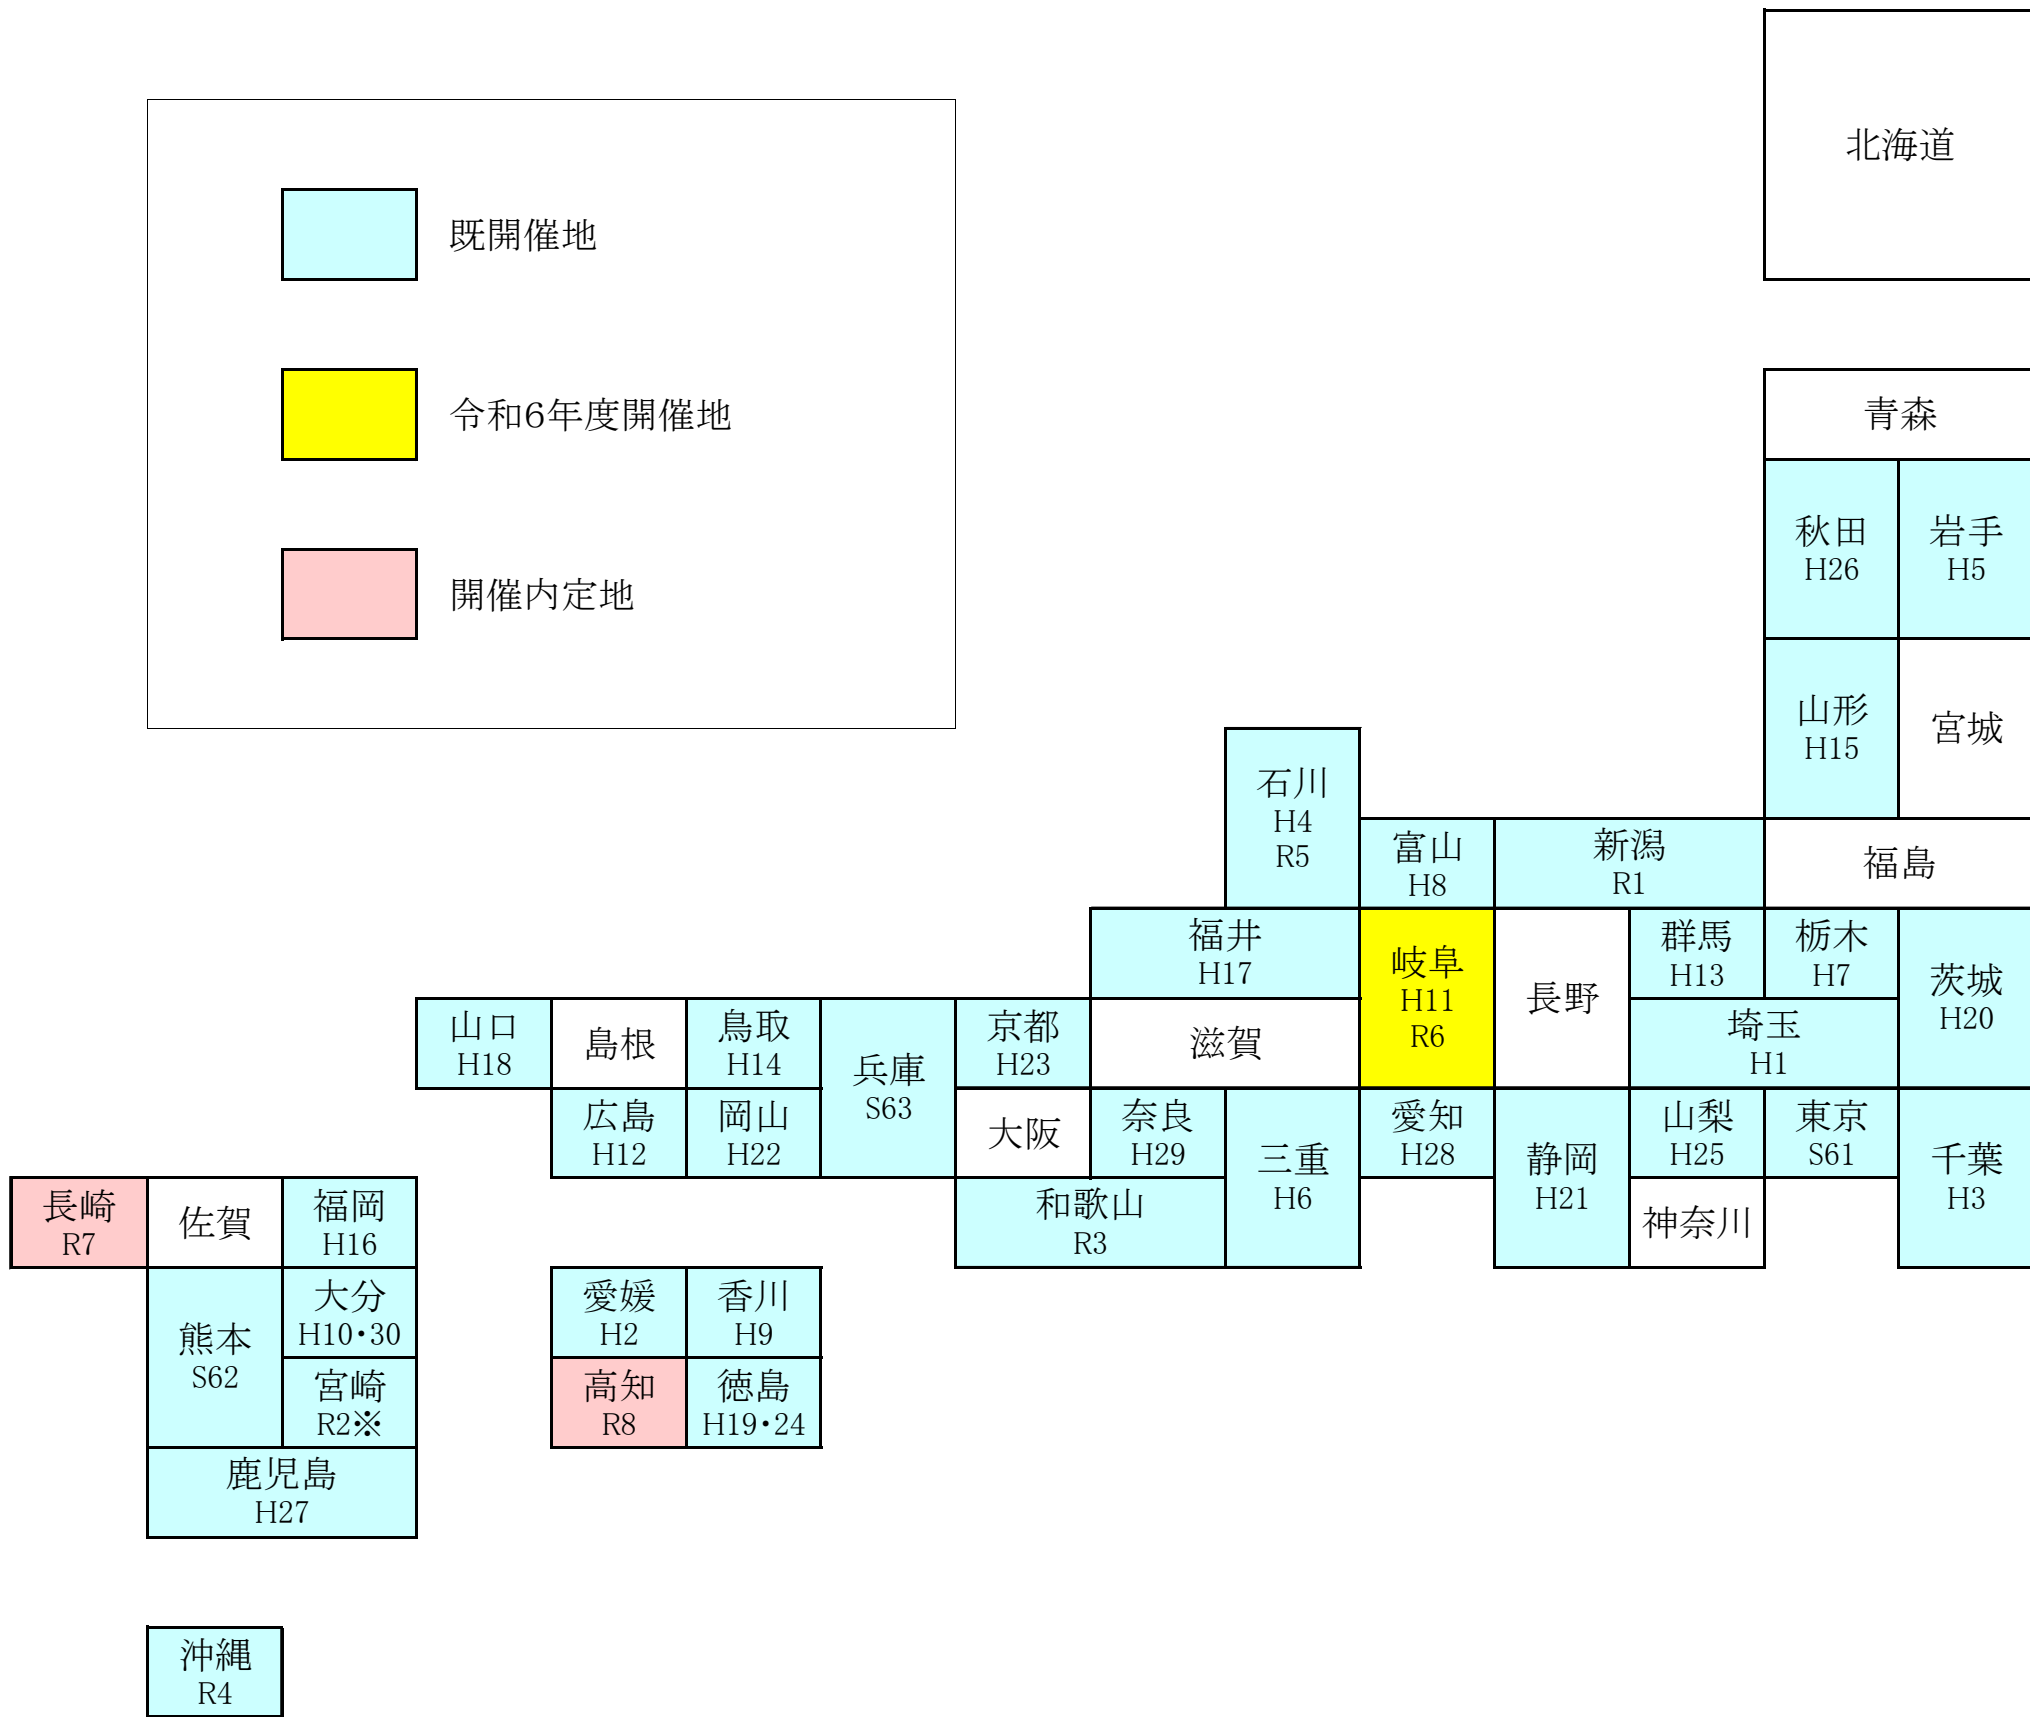 北海道
既開催地
令和6年度開催地
開催内定地
青森
秋田
H26
岩手
H5
山形
H15
宮城
石川
H4
R5
富山
H8
新潟
R1
福島
福井
H17
岐阜
H11
R6
長野
群馬
H13
栃木
H7
茨城
H20
山口
H18
島根
鳥取
H14
兵庫
S63
京都
H23
滋賀
埼玉
H1
広島
H12
岡山
H22
大阪
奈良
H29
三重
H6
愛知
H28
静岡
H21
山梨
H25
東京
S61
千葉
H3
長崎
R7
佐賀
福岡
H16
和歌山
R3
神奈川
熊本
S62
大分
H10・30
愛媛
H2
香川
H9
宮崎
R2※
高知
R8
徳島
H19・24
鹿児島
H27
沖縄
R4